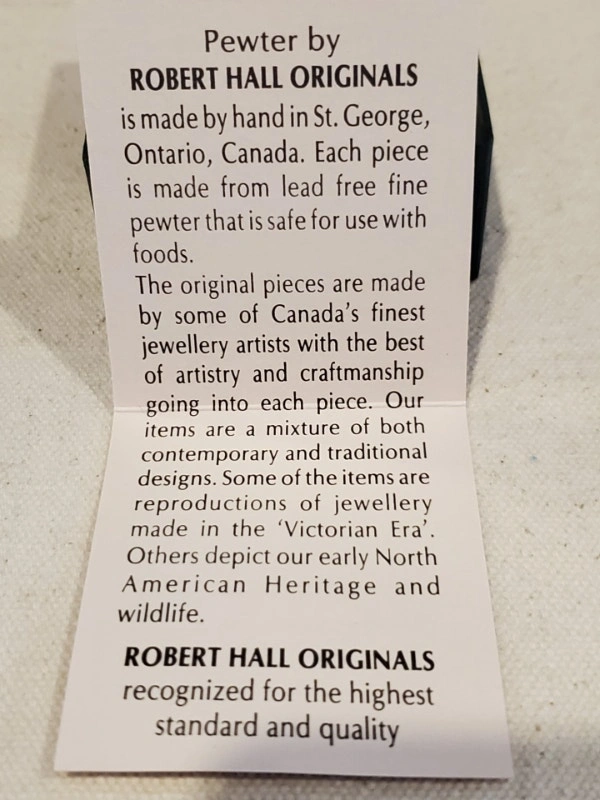 Pewter by
ROBERT HALL ORIGINALS
is made by hand in St. George,
Ontario, Canada. Each piece
is made from lead free fine
pewter that is safe for use with
foods.
The original pieces are made
by some of Canada's finest
jewellery artists with the best
of artistry and craftmanship
going into each piece. Our
items are a mixture of both
contemporary and traditional
designs. Some of the items are
reproductions of jewellery
made in the 'Victorian Era'.
Others depict our early North
American Heritage and
wildlife.
ROBERT HALL ORIGINALS
recognized for the highest
standard and quality